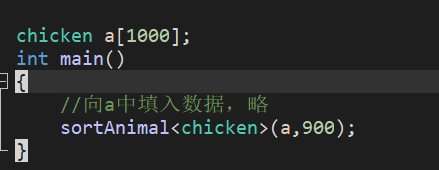 chicken a[1000];
int main()
{
//向a中填入数据，略
sortAnimal<chicken>(a,900);
}